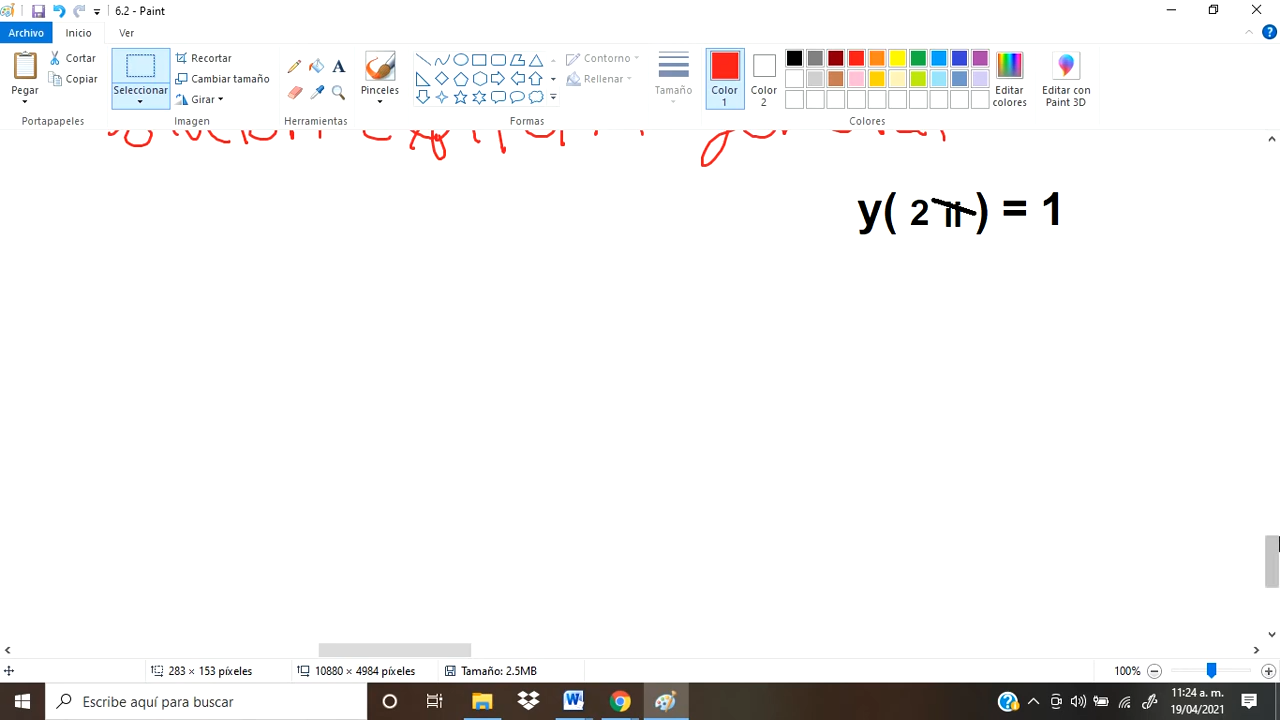 6.2 - Paint
Archivo Inicio Ver
Pegar
Cortar
Copiar
Portapapeles
Seleccionar
Recortar
Cambiar tamaño
Girar
Imagen
Herramientas
Pinceles
Formas
Contorno
Rellenar
Tamaño
Color 1
Color 2
Editar colores
Editar con Paint 3D
Colores
y( 2 π ) = 1
283 × 153 píxeles
10880 × 4984 píxeles
Tamaño: 2.5MB
100%
Escribe aquí para buscar
11:24 a. m.
19/04/2021